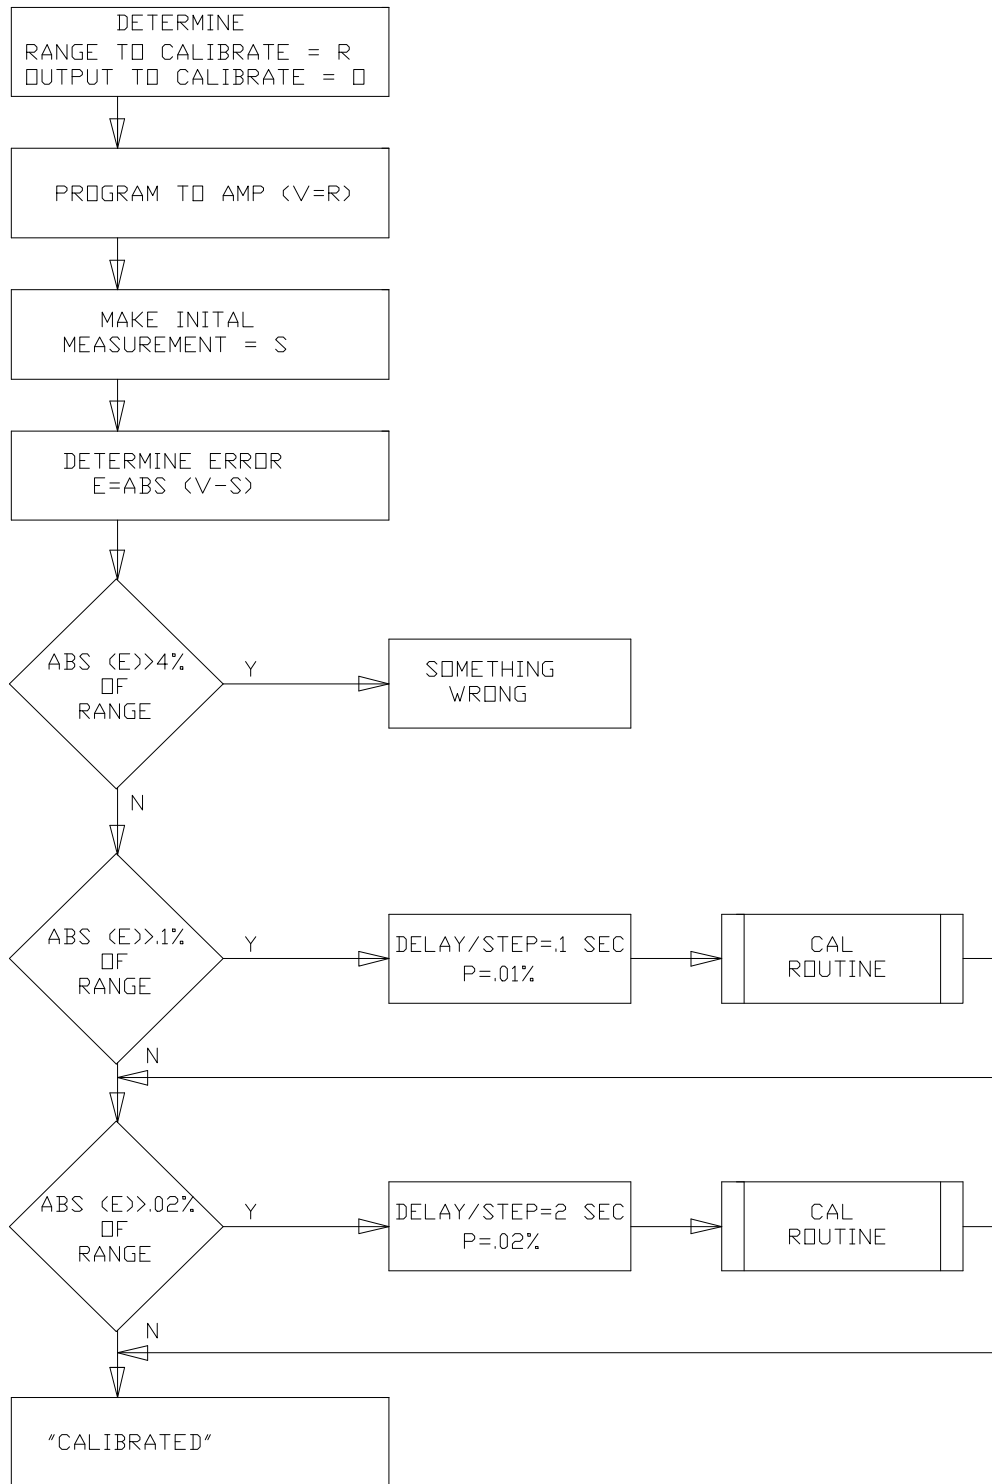 DETERMINE
RANGE TO CALIBRATE = R
OUTPUT TO CALIBRATE = O
PROGRAM TO AMP (V=R)
MAKE INITAL
MEASUREMENT = S
DETERMINE ERROR
E=ABS (V-S)
ABS (E)>4%
OF
RANGE
Y
SOMETHING
WRONG
N
ABS (E)>.1%
OF
RANGE
Y
DELAY/STEP=.1 SEC
P=.01%
CAL
ROUTINE
N
ABS (E)>.02%
OF
RANGE
Y
DELAY/STEP=2 SEC
P=.02%
CAL
ROUTINE
N
"CALIBRATED"